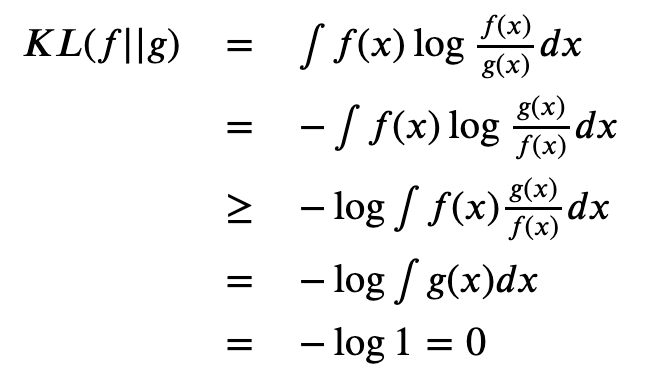 KL(f||g) = ∫ f(x) log f(x)/g(x) dx
= − ∫ f(x) log g(x)/f(x) dx
≥ − log ∫ f(x) g(x)/f(x) dx
= − log ∫ g(x)dx
= − log 1 = 0